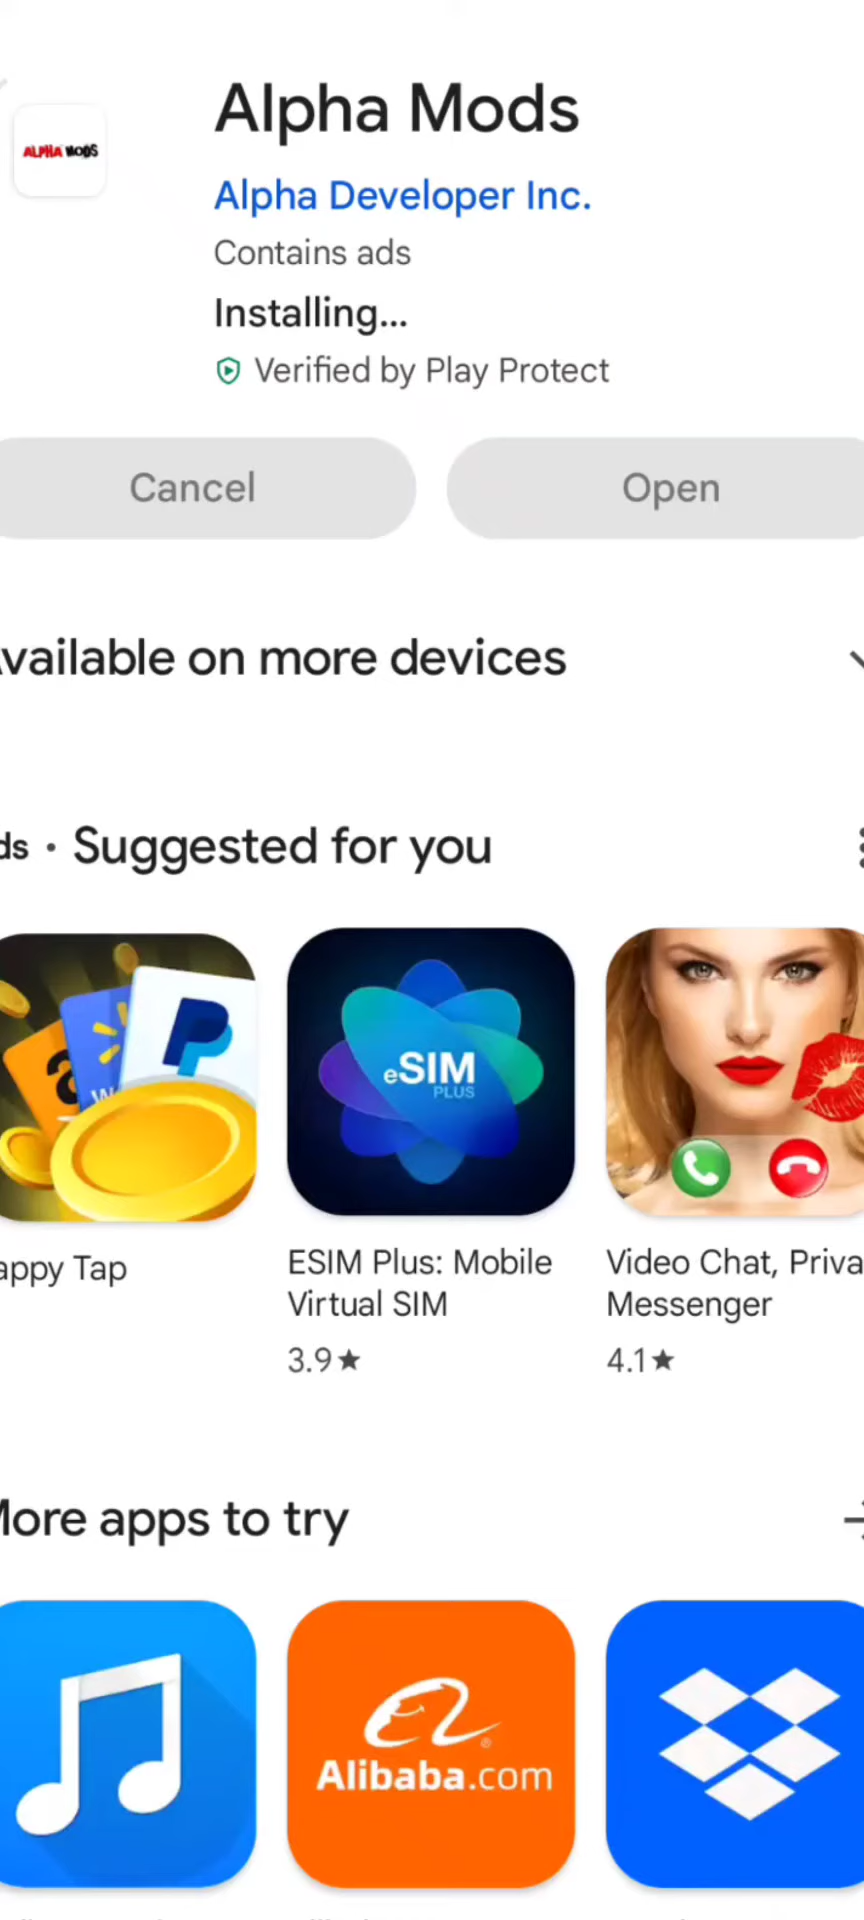 Alpha Mods
ALPHA MODS
Alpha Developer Inc.
Contains ads
Installing...
Verified by Play Protect
Cancel
Open
vailable on more devices
ds • Suggested for you
a
W
P
eSIM
PLUS
appy Tap
ESIM Plus: Mobile
Virtual SIM
3.9★
Video Chat, Priva
Messenger
4.1★
More apps to try
Alibaba.com